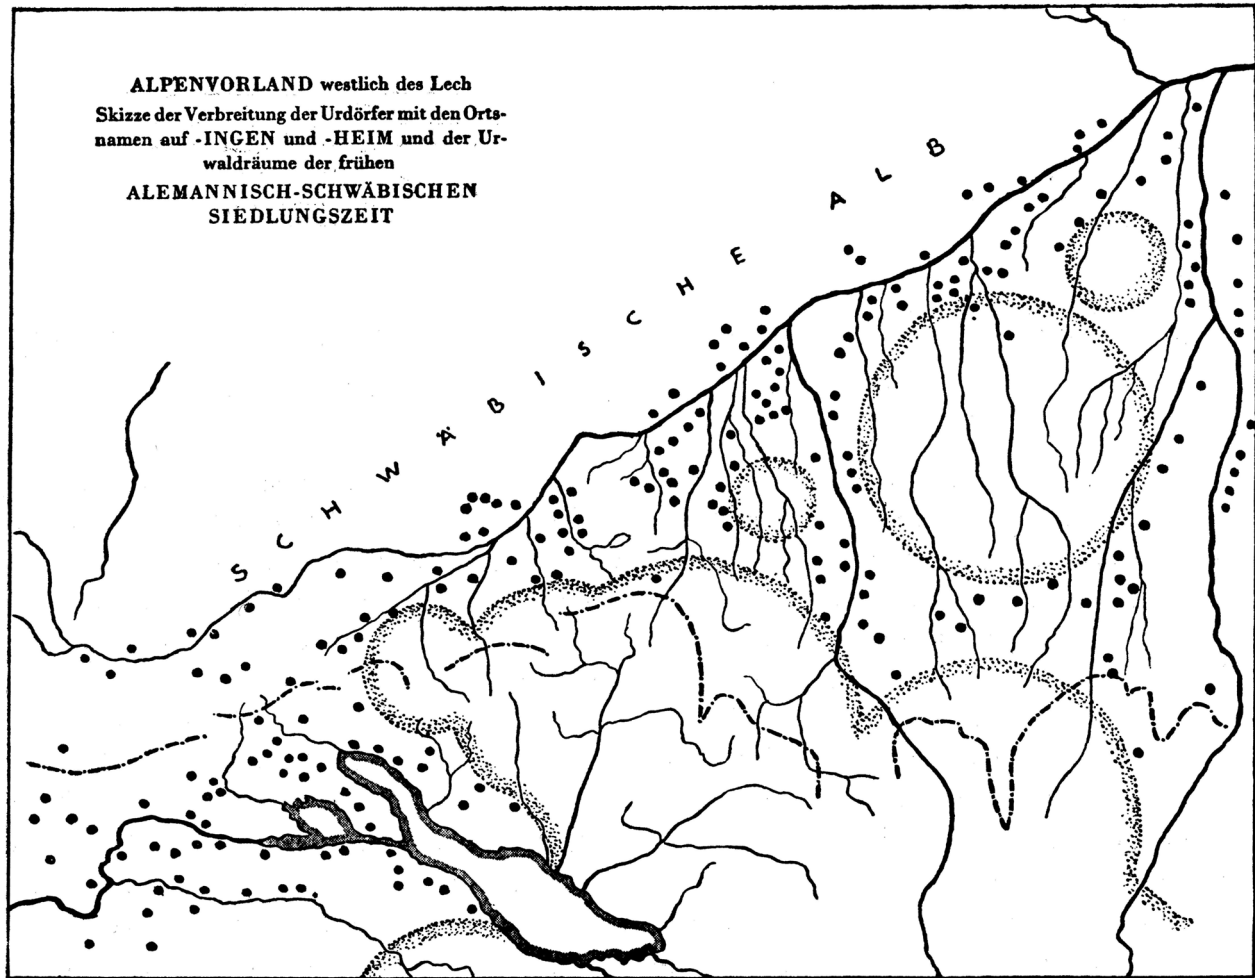 ALPENVORLAND westlich des Lech
Skizze der Verbreitung der Urdörfer mit den Orts-
namen auf -INGEN und -HEIM und der Ur-
waldräume der frühen
ALEMANNISCH-SCHWÄBISCHEN
SIEDLUNGSZEIT
SCHWÄBISCHE ALB